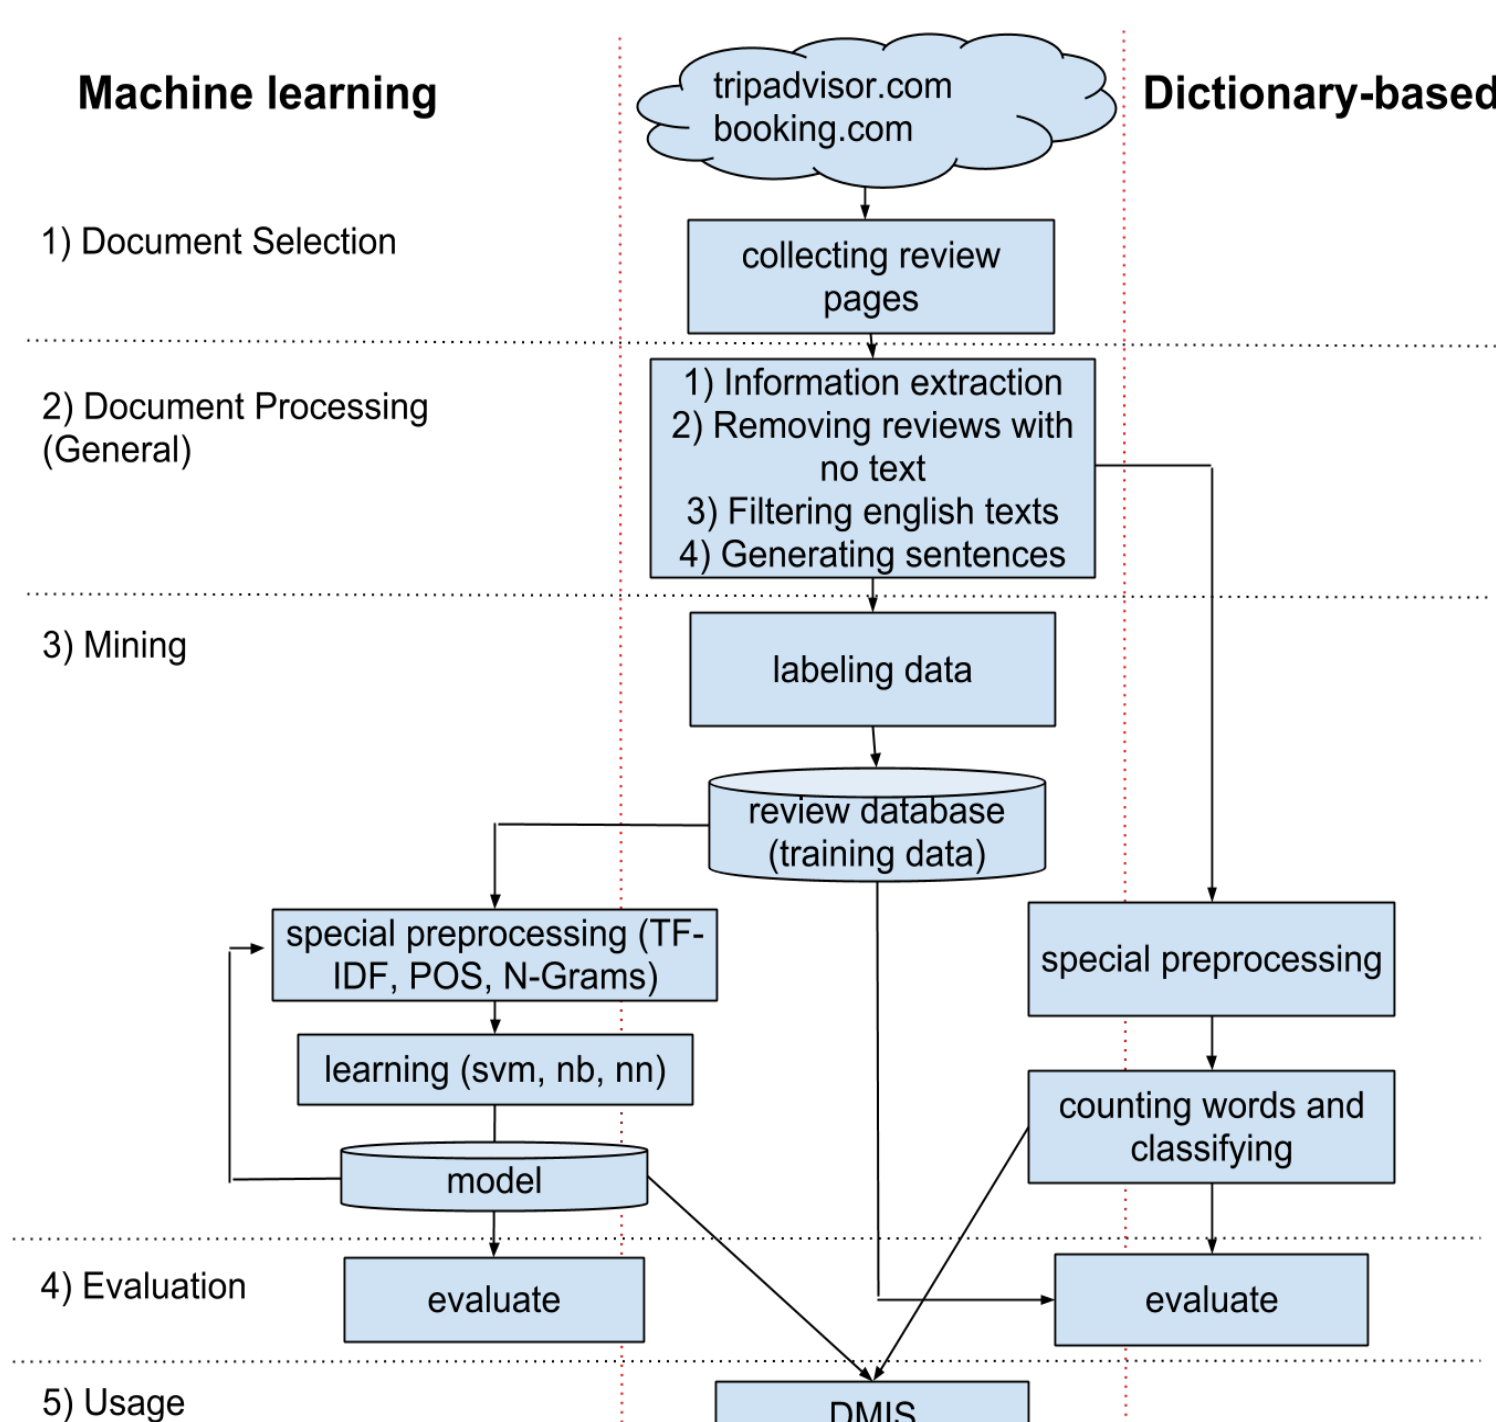 Machine learning
tripadvisor.com
booking.com
Dictionary-based
1) Document Selection
collecting review
pages
2) Document Processing
(General)
1) Information extraction
2) Removing reviews with
no text
3) Filtering english texts
4) Generating sentences
3) Mining
labeling data
review database
(training data)
special preprocessing (TF-
IDF, POS, N-Grams)
special preprocessing
learning (svm, nb, nn)
counting words and
classifying
model
4) Evaluation
evaluate
evaluate
5) Usage
DMIS